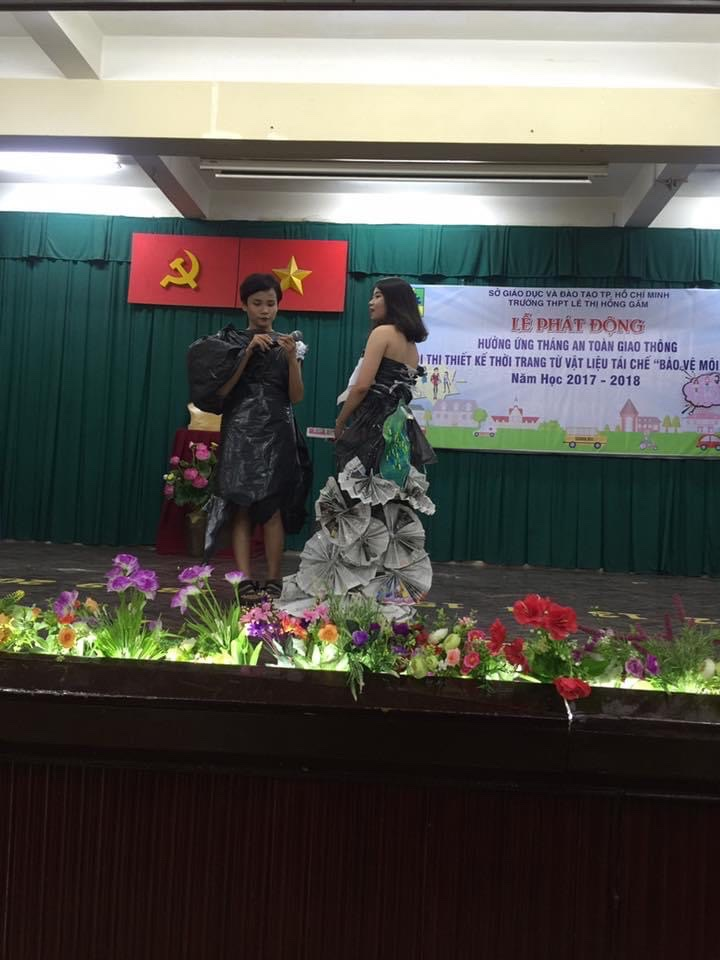 SỞ GIÁO DỤC VÀ ĐÀO TẠO TP. HỒ CHÍ MINH
TRƯỜNG THPT LÊ THỊ HỒNG GẤM
LỄ PHÁT ĐỘNG
HƯỞNG ỨNG THÁNG AN TOÀN GIAO THÔNG
I THI THIẾT KẾ THỜI TRANG TỪ VẬT LIỆU TÁI CHẾ "BẢO VỆ MÔI
Năm Học 2017 - 2018